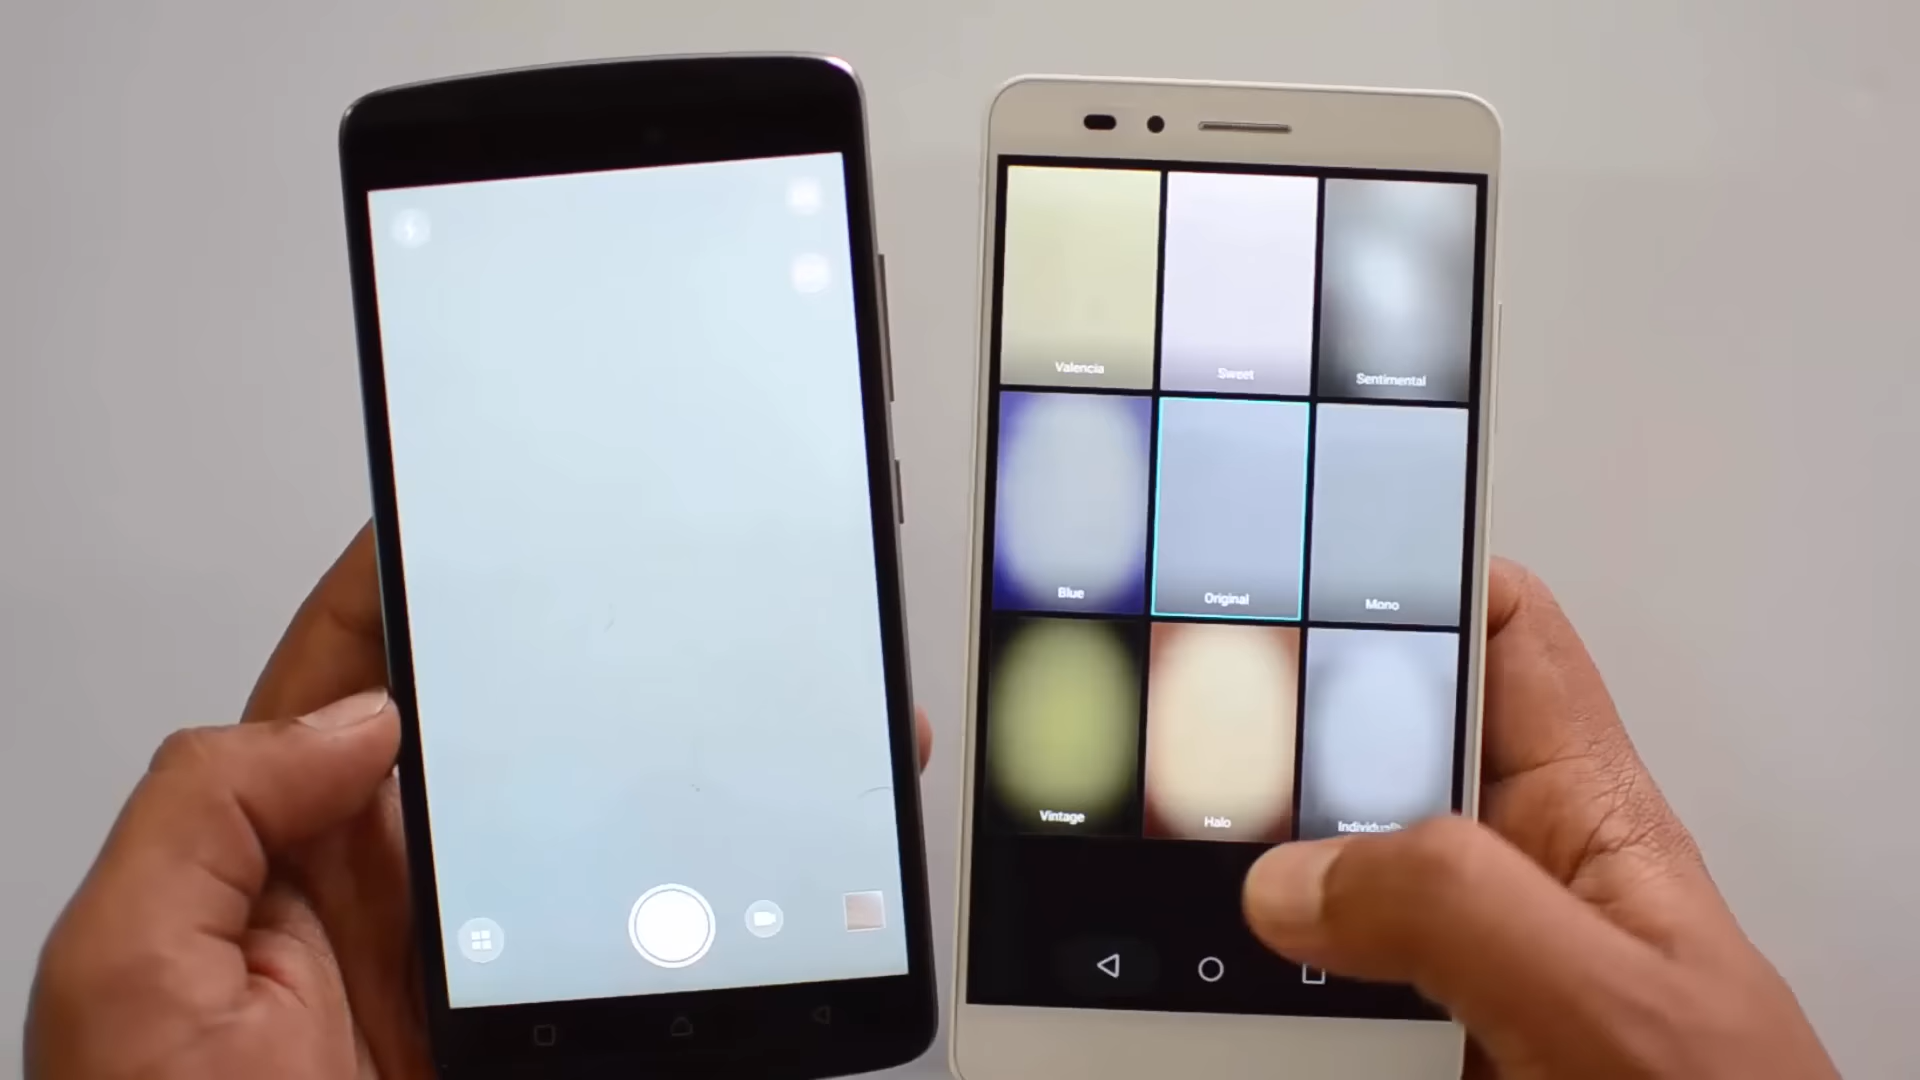 Valencia
Sweet
Sentimental
Blue
Original
Mono
Vintage
Halo